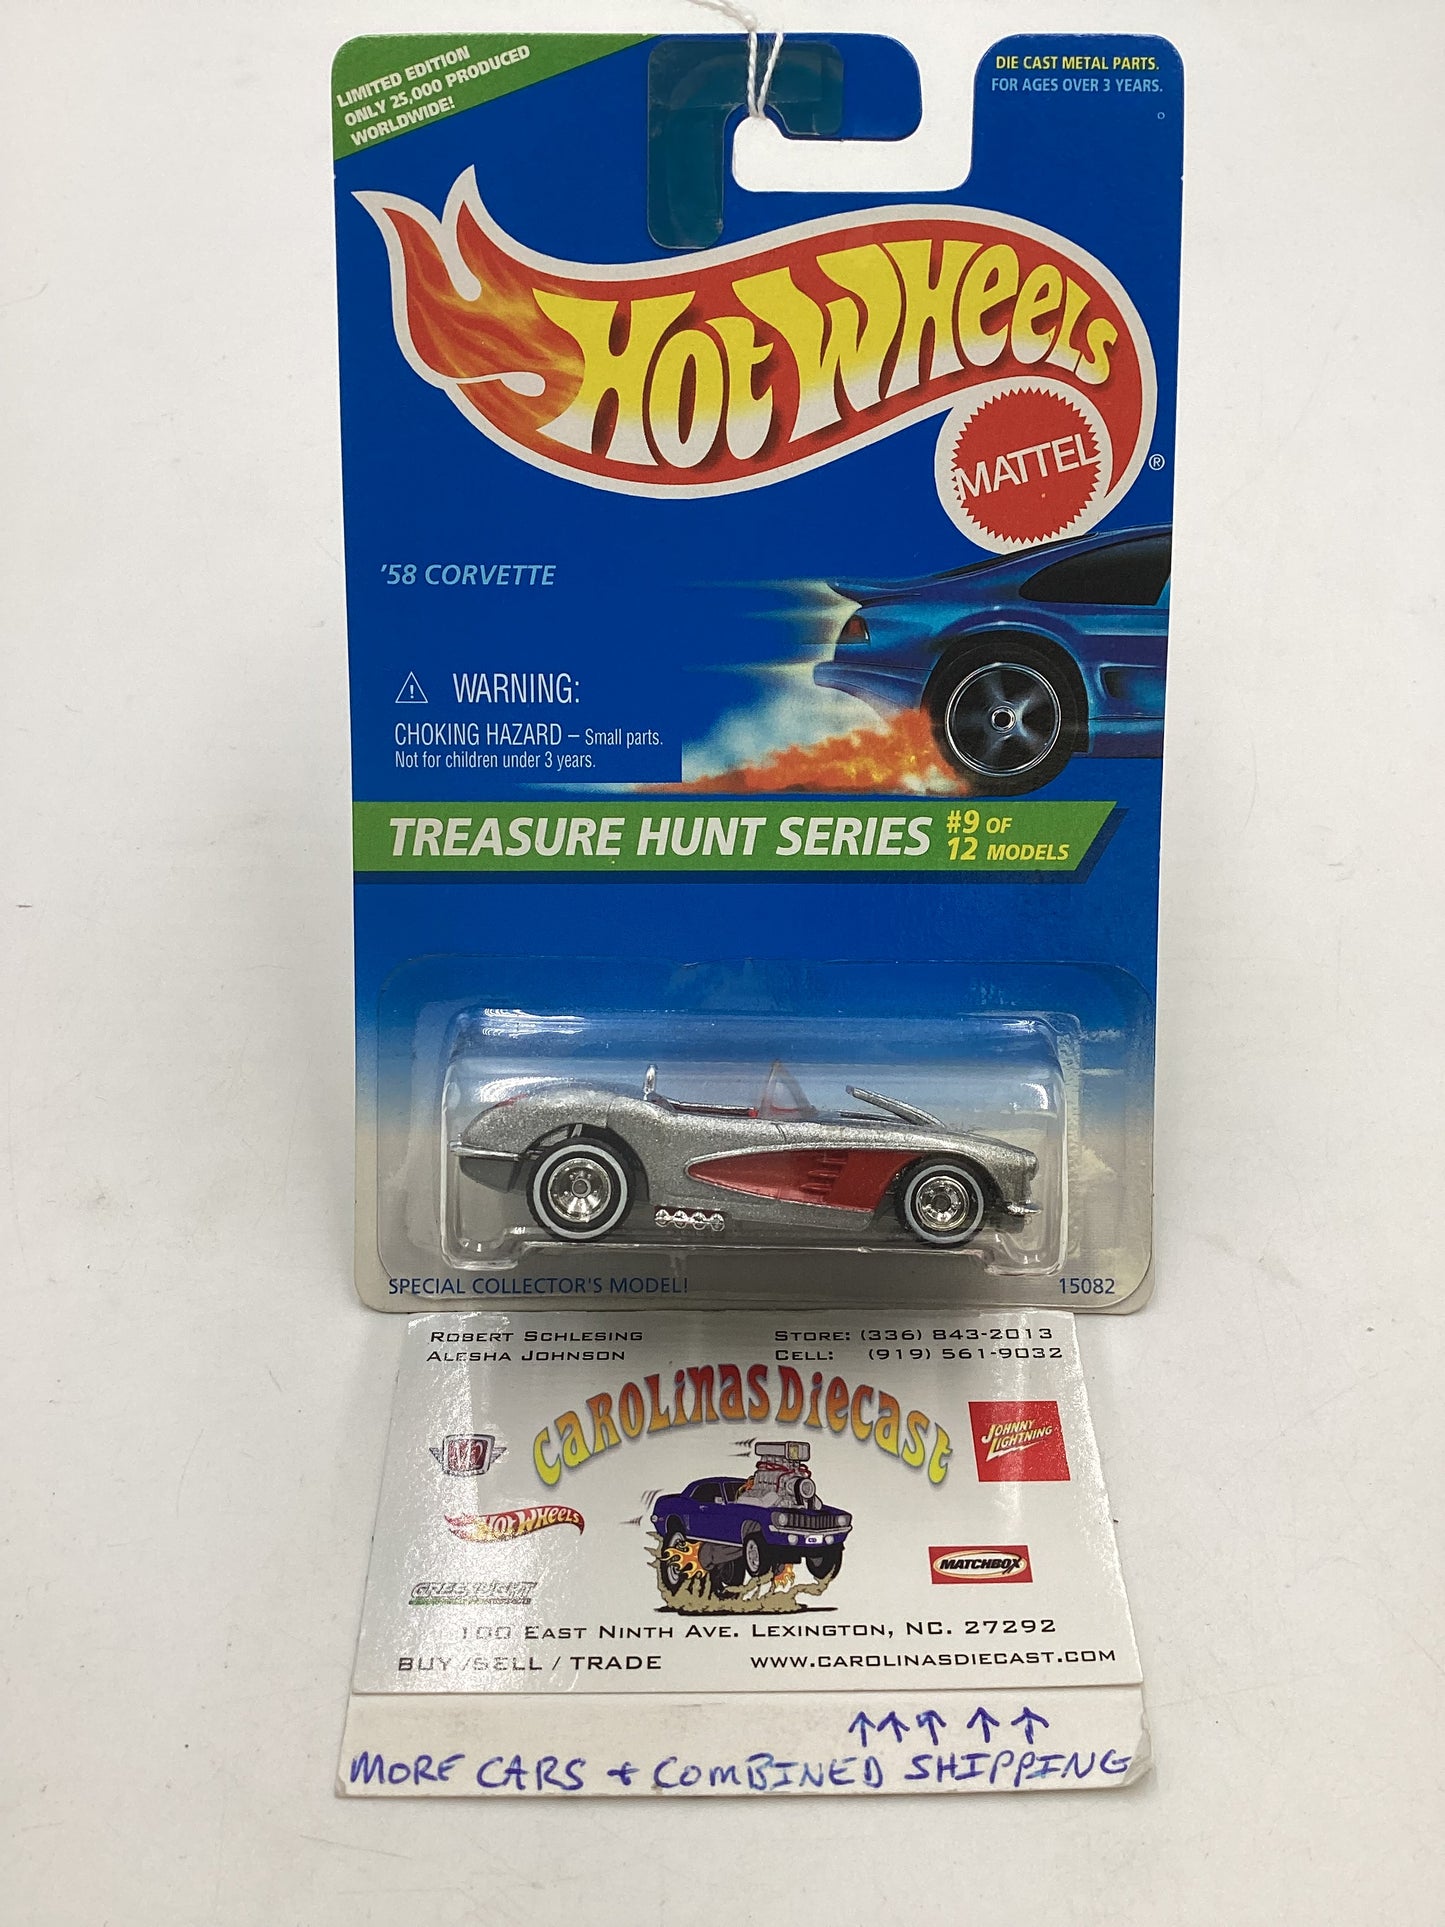 LIMITED EDITION
ONLY 25,000 PRODUCED
WORLDWIDE!
DIE CAST METAL PARTS.
FOR AGES OVER 3 YEARS.
HOT WHEELS
MATTEL
®
'58 CORVETTE
WARNING:
CHOKING HAZARD – Small parts.
Not for children under 3 years.
TREASURE HUNT SERIES #9 OF
12 MODELS
SPECIAL COLLECTOR'S MODEL! 15082
ROBERT SCHLESING STORE: (336) 843-2013
ALESHA JOHNSON CELL: (919) 561-9032
CAROLINAS DIECAST
JOHNNY
LIGHTNING
HOT WHEELS
MATCHBOX
GREENLIGHT
100 EAST NINTH AVE. LEXINGTON, NC. 27292
BUY / SELL / TRADE WWW.CAROLINASDIECAST.COM
MORE CARS + COMBINED SHIPPING